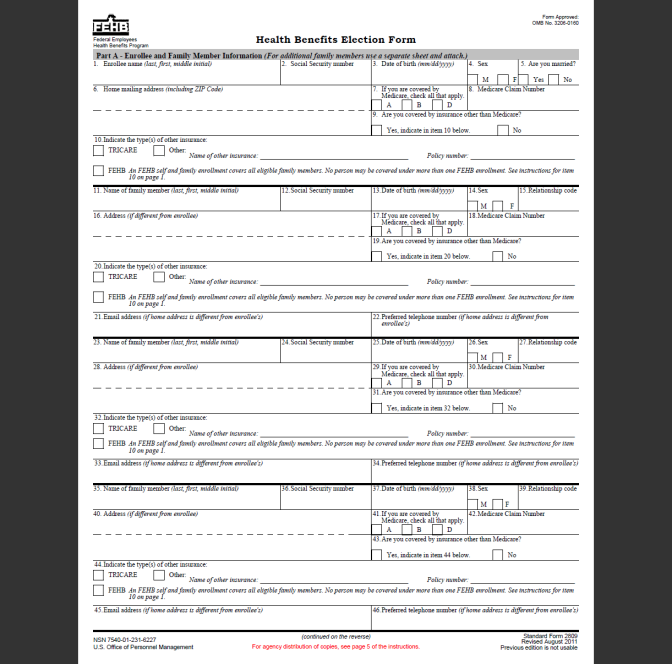 FEHB
Federal Employees
Health Benefits Program
Form Approved:
OMB No. 3206-0160
Health Benefits Election Form
Part A - Enrollee and Family Member Information (For additional family members use a separate sheet and attach.)
1. Enrollee name (last, first, middle initial) 2. Social Security number 3. Date of birth (mm/dd/yyyy) 4. Sex 5. Are you married?
M F Yes No
6. Home mailing address (including ZIP Code) 7. If you are covered by 8. Medicare Claim Number
Medicare, check all that apply.
A B D
9. Are you covered by insurance other than Medicare?
Yes, indicate in item 10 below. No
10. Indicate the type(s) of other insurance:
TRICARE Other:
Name of other insurance: Policy number:
FEHB An FEHB self and family enrollment covers all eligible family members. No person may be covered under more than one FEHB enrollment. See instructions for item
10 on page 1.
11. Name of family member (last, first, middle initial) 12. Social Security number 13. Date of birth (mm/dd/yyyy) 14. Sex 15. Relationship code
M F
16. Address (if different from enrollee) 17. If you are covered by 18. Medicare Claim Number
Medicare, check all that apply.
A B D
19. Are you covered by insurance other than Medicare?
Yes, indicate in item 20 below. No
20. Indicate the type(s) of other insurance:
TRICARE Other:
Name of other insurance: Policy number:
FEHB An FEHB self and family enrollment covers all eligible family members. No person may be covered under more than one FEHB enrollment. See instructions for item
10 on page 1.
21. Email address (if home address is different from enrollee's) 22. Preferred telephone number (if home address is different from
enrollee's)
23. Name of family member (last, first, middle initial) 24. Social Security number 25. Date of birth (mm/dd/yyyy) 26. Sex 27. Relationship code
M F
28. Address (if different from enrollee) 29. If you are covered by 30. Medicare Claim Number
Medicare, check all that apply.
A B D
31. Are you covered by insurance other than Medicare?
Yes, indicate in item 32 below. No
32. Indicate the type(s) of other insurance:
TRICARE Other:
Name of other insurance: Policy number:
FEHB An FEHB self and family enrollment covers all eligible family members. No person may be covered under more than one FEHB enrollment. See instructions for item
10 on page 1.
33. Email address (if home address is different from enrollee's) 34. Preferred telephone number (if home address is different from enrollee's)
35. Name of family member (last, first, middle initial) 36. Social Security number 37. Date of birth (mm/dd/yyyy) 38. Sex 39. Relationship code
M F
40. Address (if different from enrollee) 41. If you are covered by 42. Medicare Claim Number
Medicare, check all that apply.
A B D
43. Are you covered by insurance other than Medicare?
Yes, indicate in item 44 below. No
44. Indicate the type(s) of other insurance:
TRICARE Other:
Name of other insurance: Policy number:
FEHB An FEHB self and family enrollment covers all eligible family members. No person may be covered under more than one FEHB enrollment. See instructions for item
10 on page 1.
45. Email address (if home address is different from enrollee's) 46. Preferred telephone number (if home address is different from enrollee's)
NSN 7540-01-231-6227
U.S. Office of Personnel Management
(continued on the reverse)
For agency distribution of copies, see page 5 of the instructions.
Standard Form 2809
Revised August 2011
Previous edition is not usable